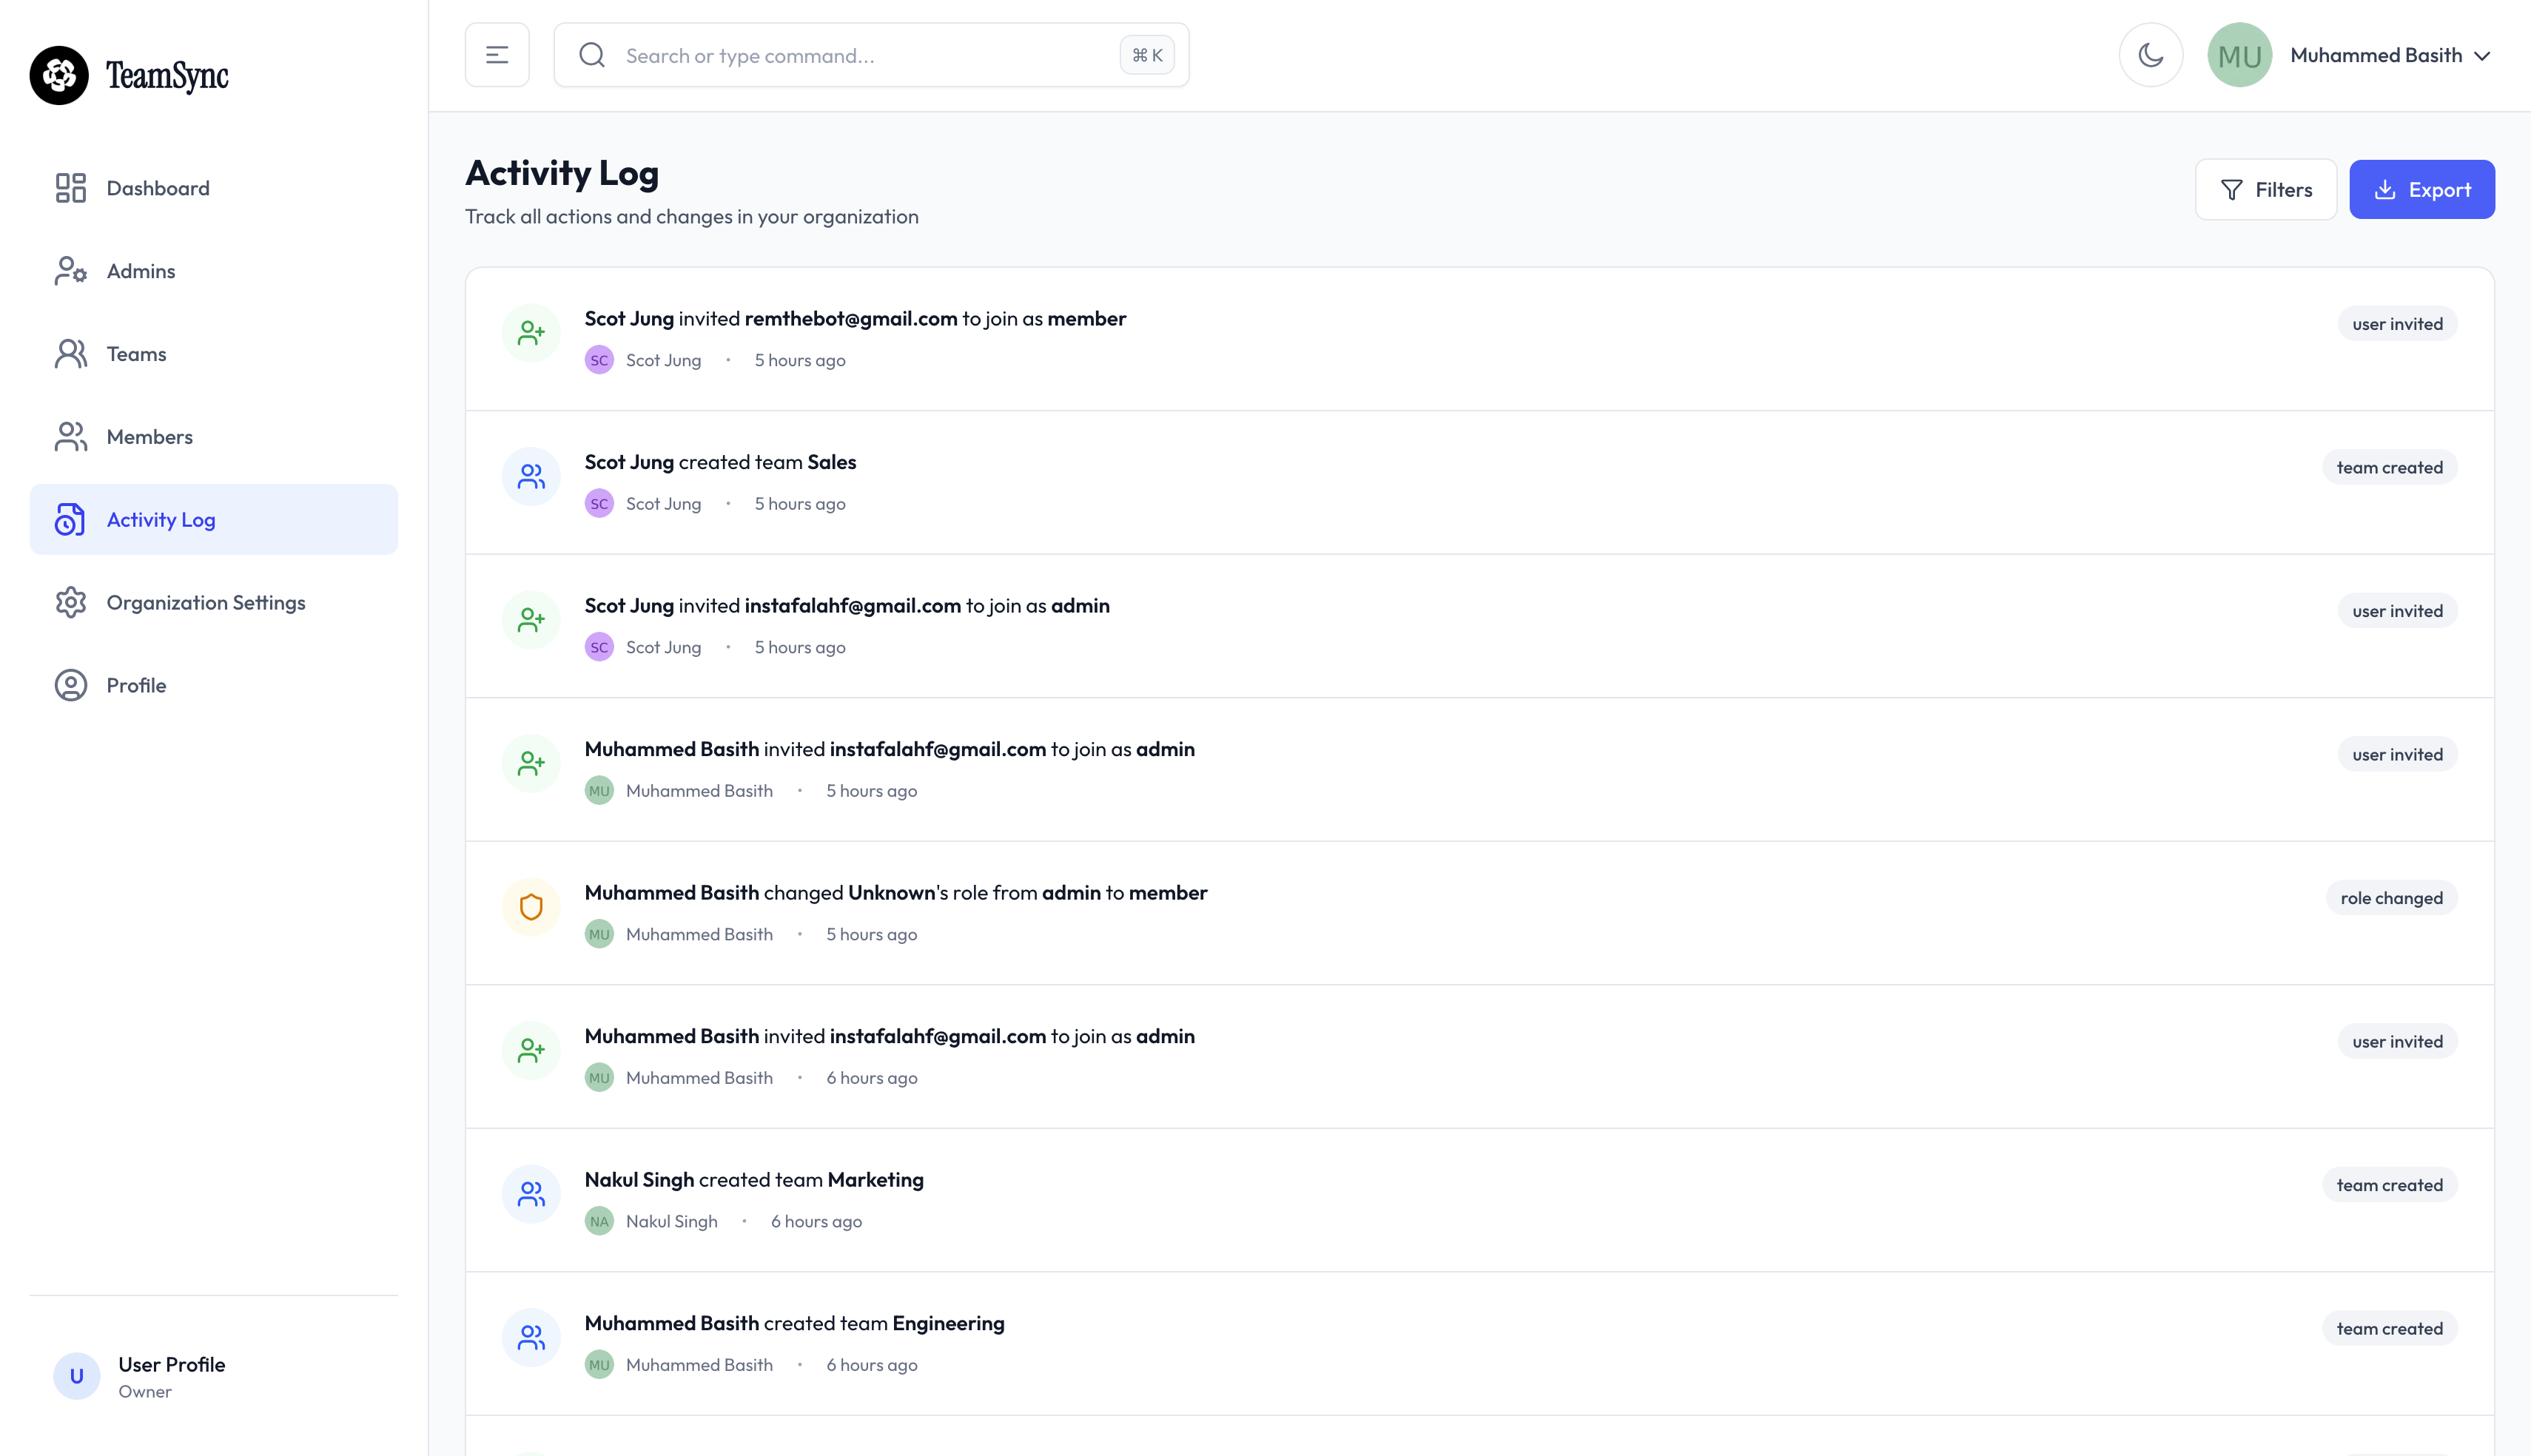 TeamSync
Dashboard
Admins
Teams
Members
Activity Log
Organization Settings
Profile
U
User Profile
Owner
Search or type command...
⌘ K
MU
Muhammed Basith
Activity Log
Track all actions and changes in your organization
Filters
Export
Scot Jung invited remthebot@gmail.com to join as member
user invited
SC Scot Jung • 5 hours ago
Scot Jung created team Sales
team created
SC Scot Jung • 5 hours ago
Scot Jung invited instafalahf@gmail.com to join as admin
user invited
SC Scot Jung • 5 hours ago
Muhammed Basith invited instafalahf@gmail.com to join as admin
user invited
MU Muhammed Basith • 5 hours ago
Muhammed Basith changed Unknown's role from admin to member
role changed
MU Muhammed Basith • 5 hours ago
Muhammed Basith invited instafalahf@gmail.com to join as admin
user invited
MU Muhammed Basith • 6 hours ago
Nakul Singh created team Marketing
team created
NA Nakul Singh • 6 hours ago
Muhammed Basith created team Engineering
team created
MU Muhammed Basith • 6 hours ago